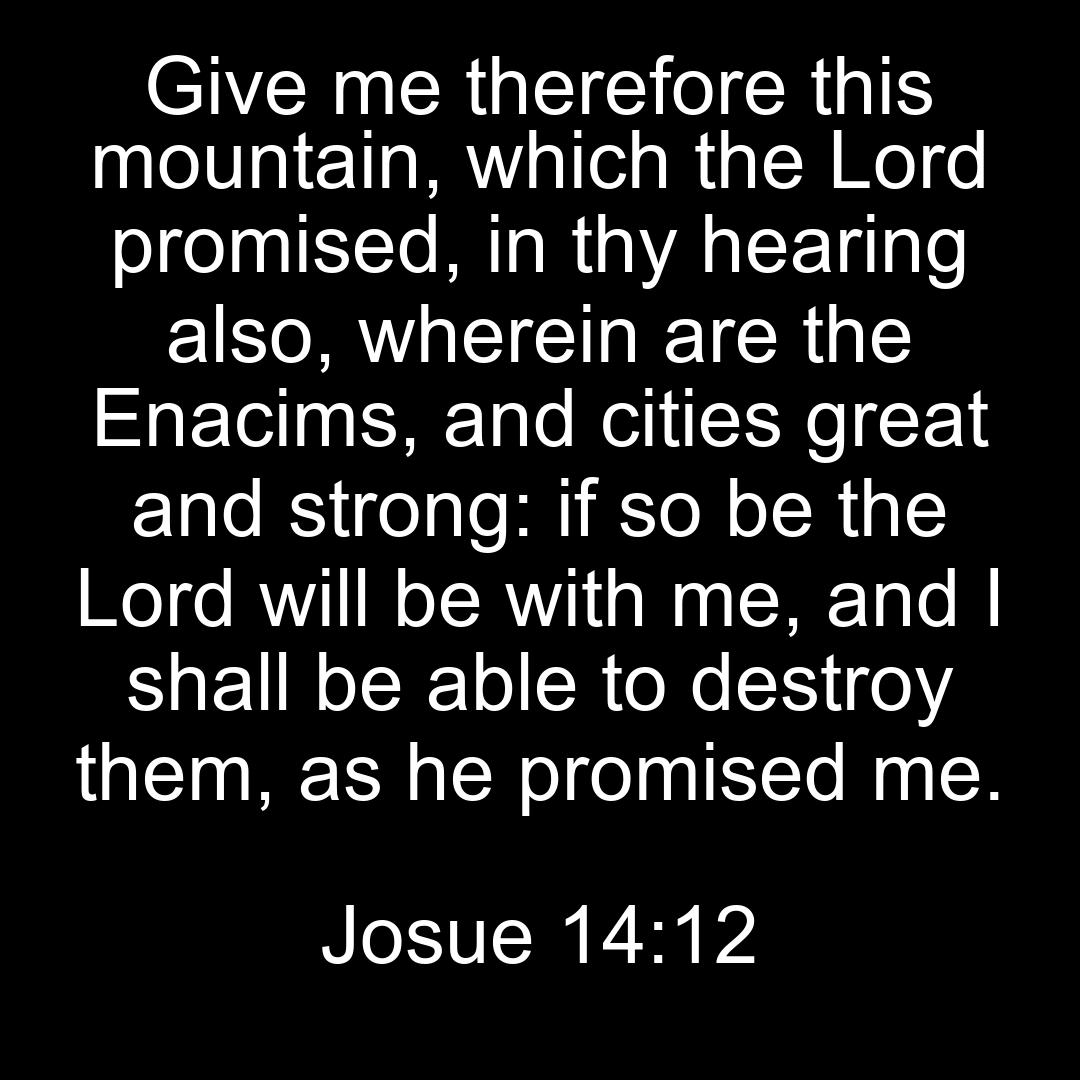 Give me therefore this
mountain, which the Lord
promised, in thy hearing
also, wherein are the
Enacims, and cities great
and strong: if so be the
Lord will be with me, and I
shall be able to destroy
them, as he promised me.
Josue 14:12